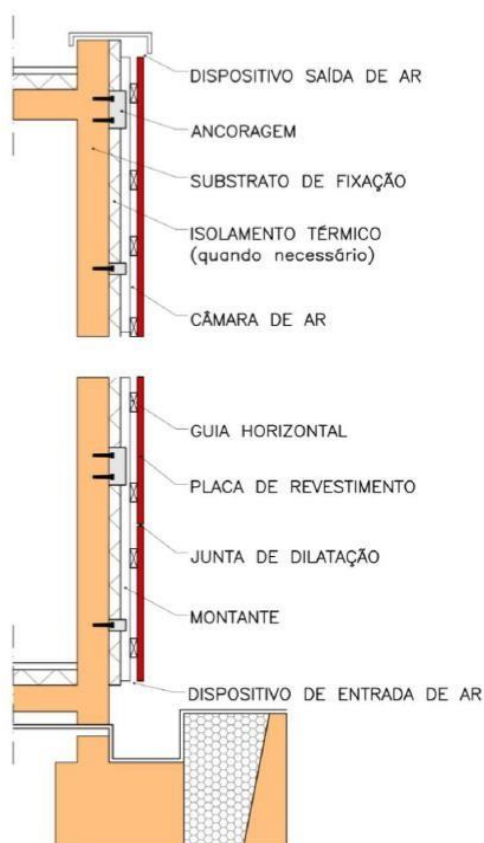 DISPOSITIVO SAÍDA DE AR
ANCORAGEM
SUBSTRATO DE FIXAÇÃO
ISOLAMENTO TÉRMICO
(quando necessário)
CÂMARA DE AR
GUIA HORIZONTAL
PLACA DE REVESTIMENTO
JUNTA DE DILATAÇÃO
MONTANTE
DISPOSITIVO DE ENTRADA DE AR